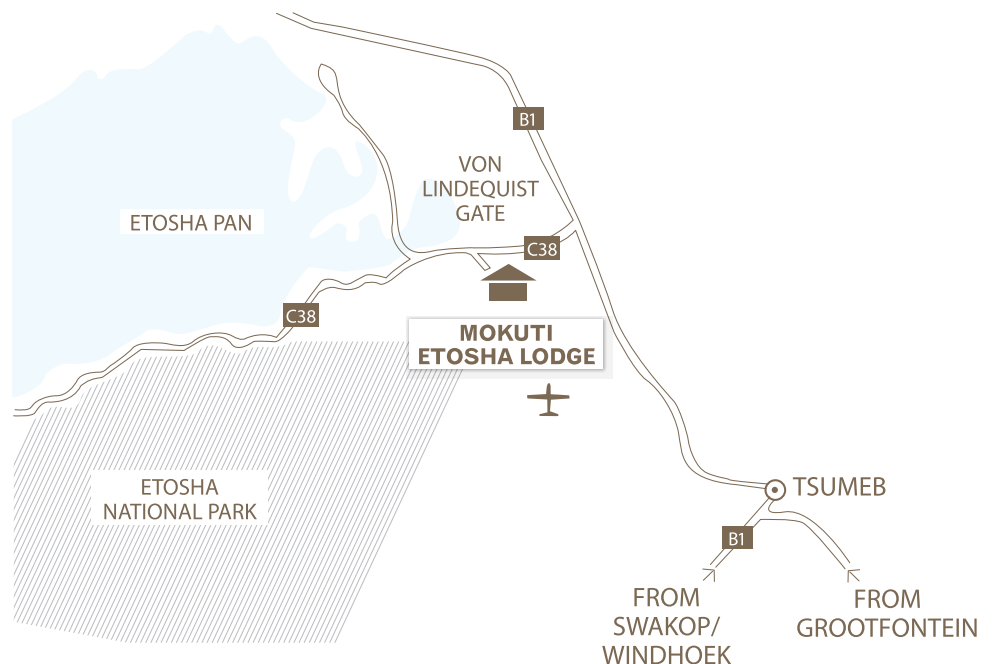 B1
VON
LINDEQUIST
GATE
ETOSHA PAN
C38
C38
MOKUTI
ETOSHA LODGE
ETOSHA
NATIONAL PARK
TSUMEB
B1
FROM
SWAKOP/
WINDHOEK
FROM
GROOTFONTEIN